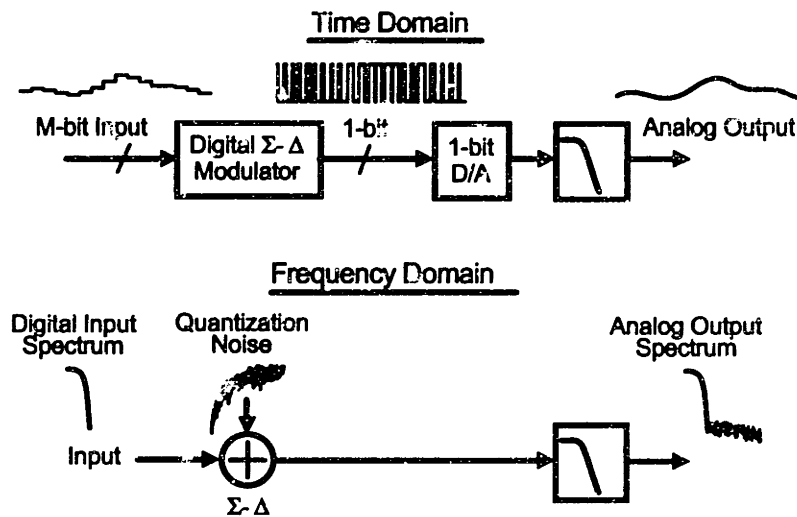 Time Domain
M-bit Input
Digital Σ-Δ
Modulator
1-bit
1-bit
D/A
Analog Output
Frequency Domain
Digital Input
Spectrum
Quantization
Noise
Analog Output
Spectrum
Input
Σ-Δ